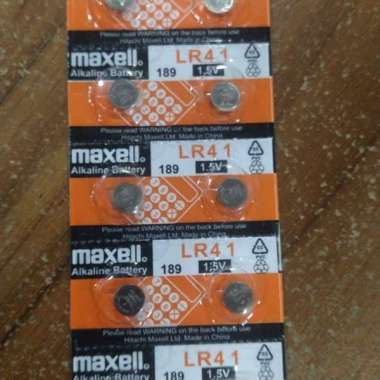 Please read WARNING on the back before use
Hitachi Maxell Ltd. Made in China.
maxell® LR41
Alkaline Battery 189 1.5V
Please read WARNING on the back before use
Hitachi Maxell Ltd. Made in China.
maxell® LR41
Alkaline Battery 189 1.5V
Please read WARNING on the back before use
Hitachi Maxell Ltd. Made in China.
maxell® LR41
Alkaline Battery 189 1.5V
Please read WARNING on the back before use
Hitachi Maxell Ltd. Made in China.
maxell® LR41
Alkaline Battery 189 1.5V